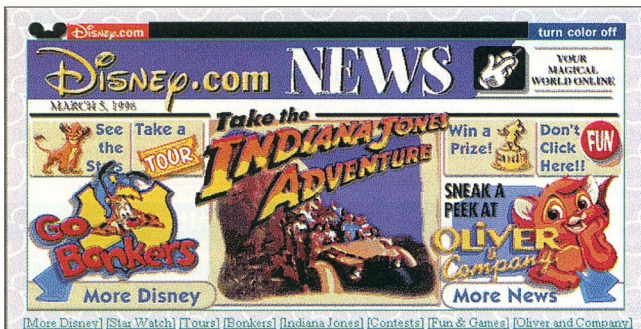 Disney.com
turn color off
Disney.com NEWS
YOUR
MAGICAL
WORLD ONLINE
MARCH 5, 1996
See
the
Stars
Take a
TOUR
Take the
INDIANA JONES
ADVENTURE
Win a
Prize!
Don't
Click
Here!!
FUN
Go
Bonkers
SNEAK A
PEEK AT
OLIVER
&
Company
More Disney
More News
[More Disney] [Star Watch] [Tours] [Bonkers] [Indiana Jones] [Contests] [Fun & Games] [Oliver and Company]